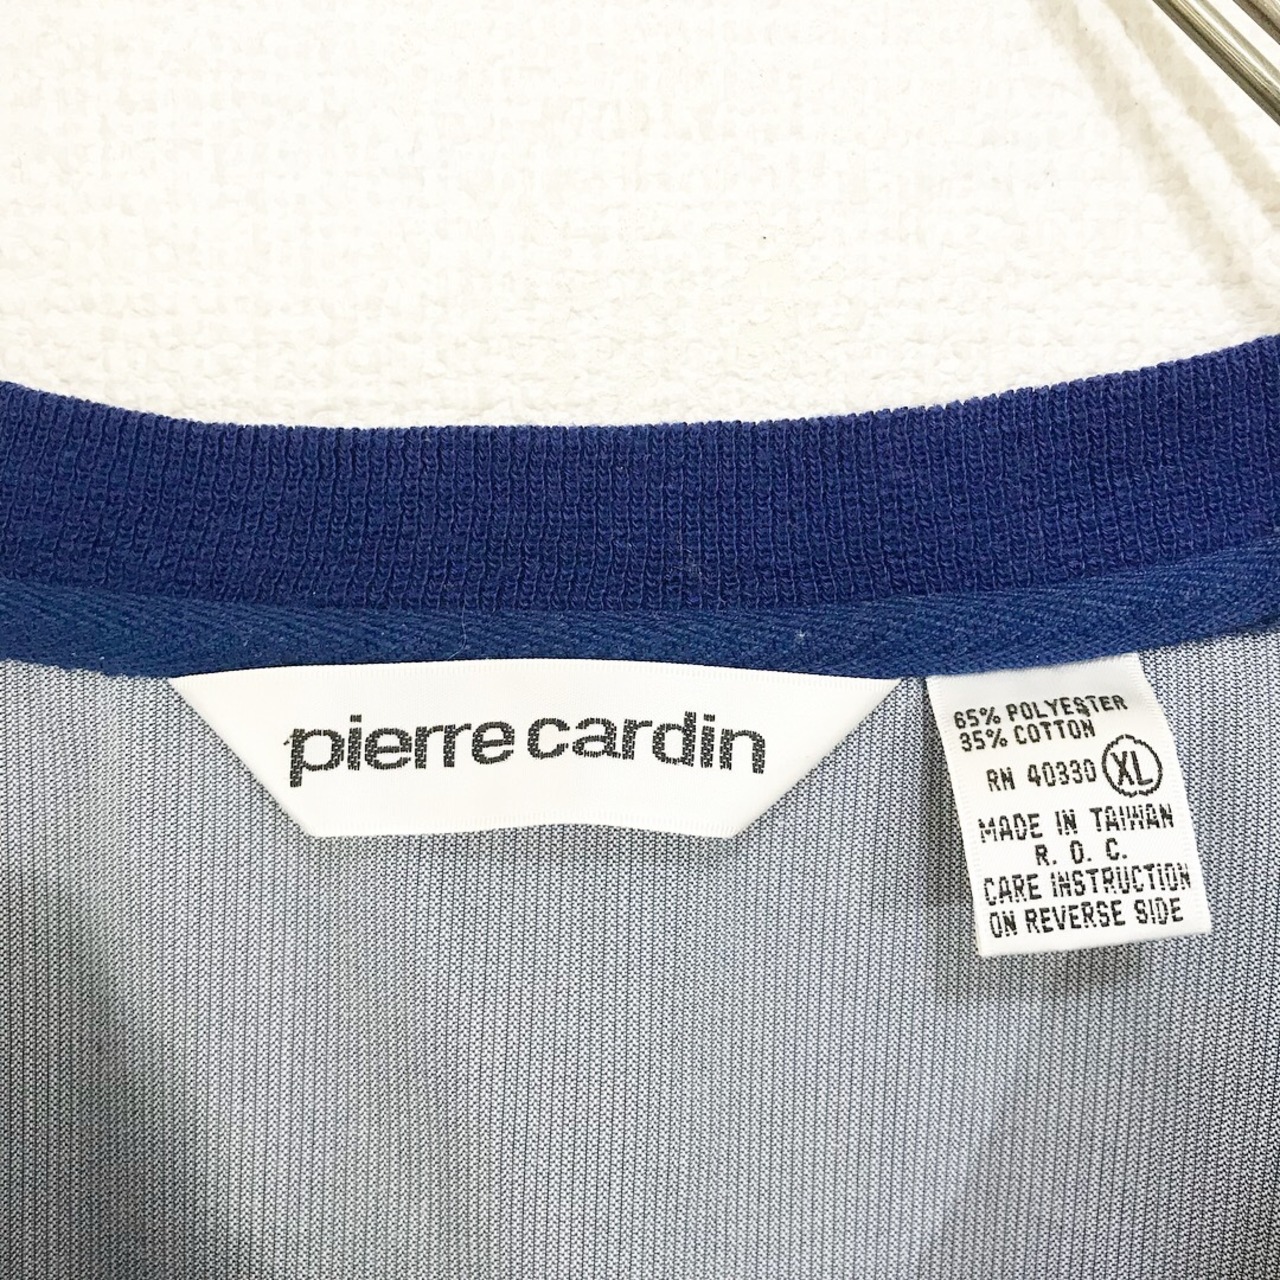 pierre cardin
65% POLYESTER
35% COTTON
RN 40330 XL
MADE IN TAIWAN
R. O. C.
CARE INSTRUCTION
ON REVERSE SIDE